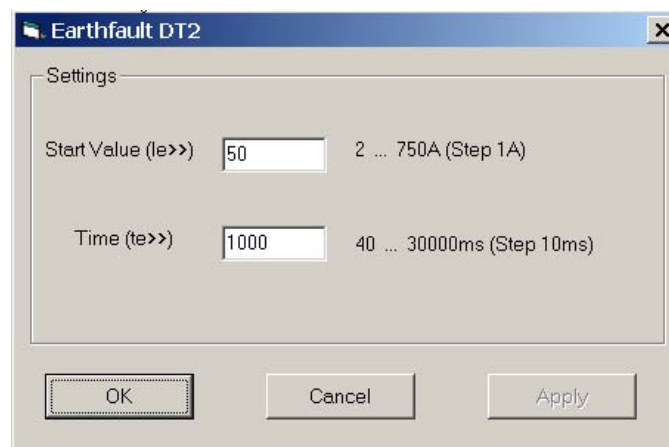 Earthfault DT2
Settings
Start Value (Ie>>) 50 2 ... 750A (Step 1A)
Time (te>>) 1000 40 ... 30000ms (Step 10ms)
OK Cancel Apply